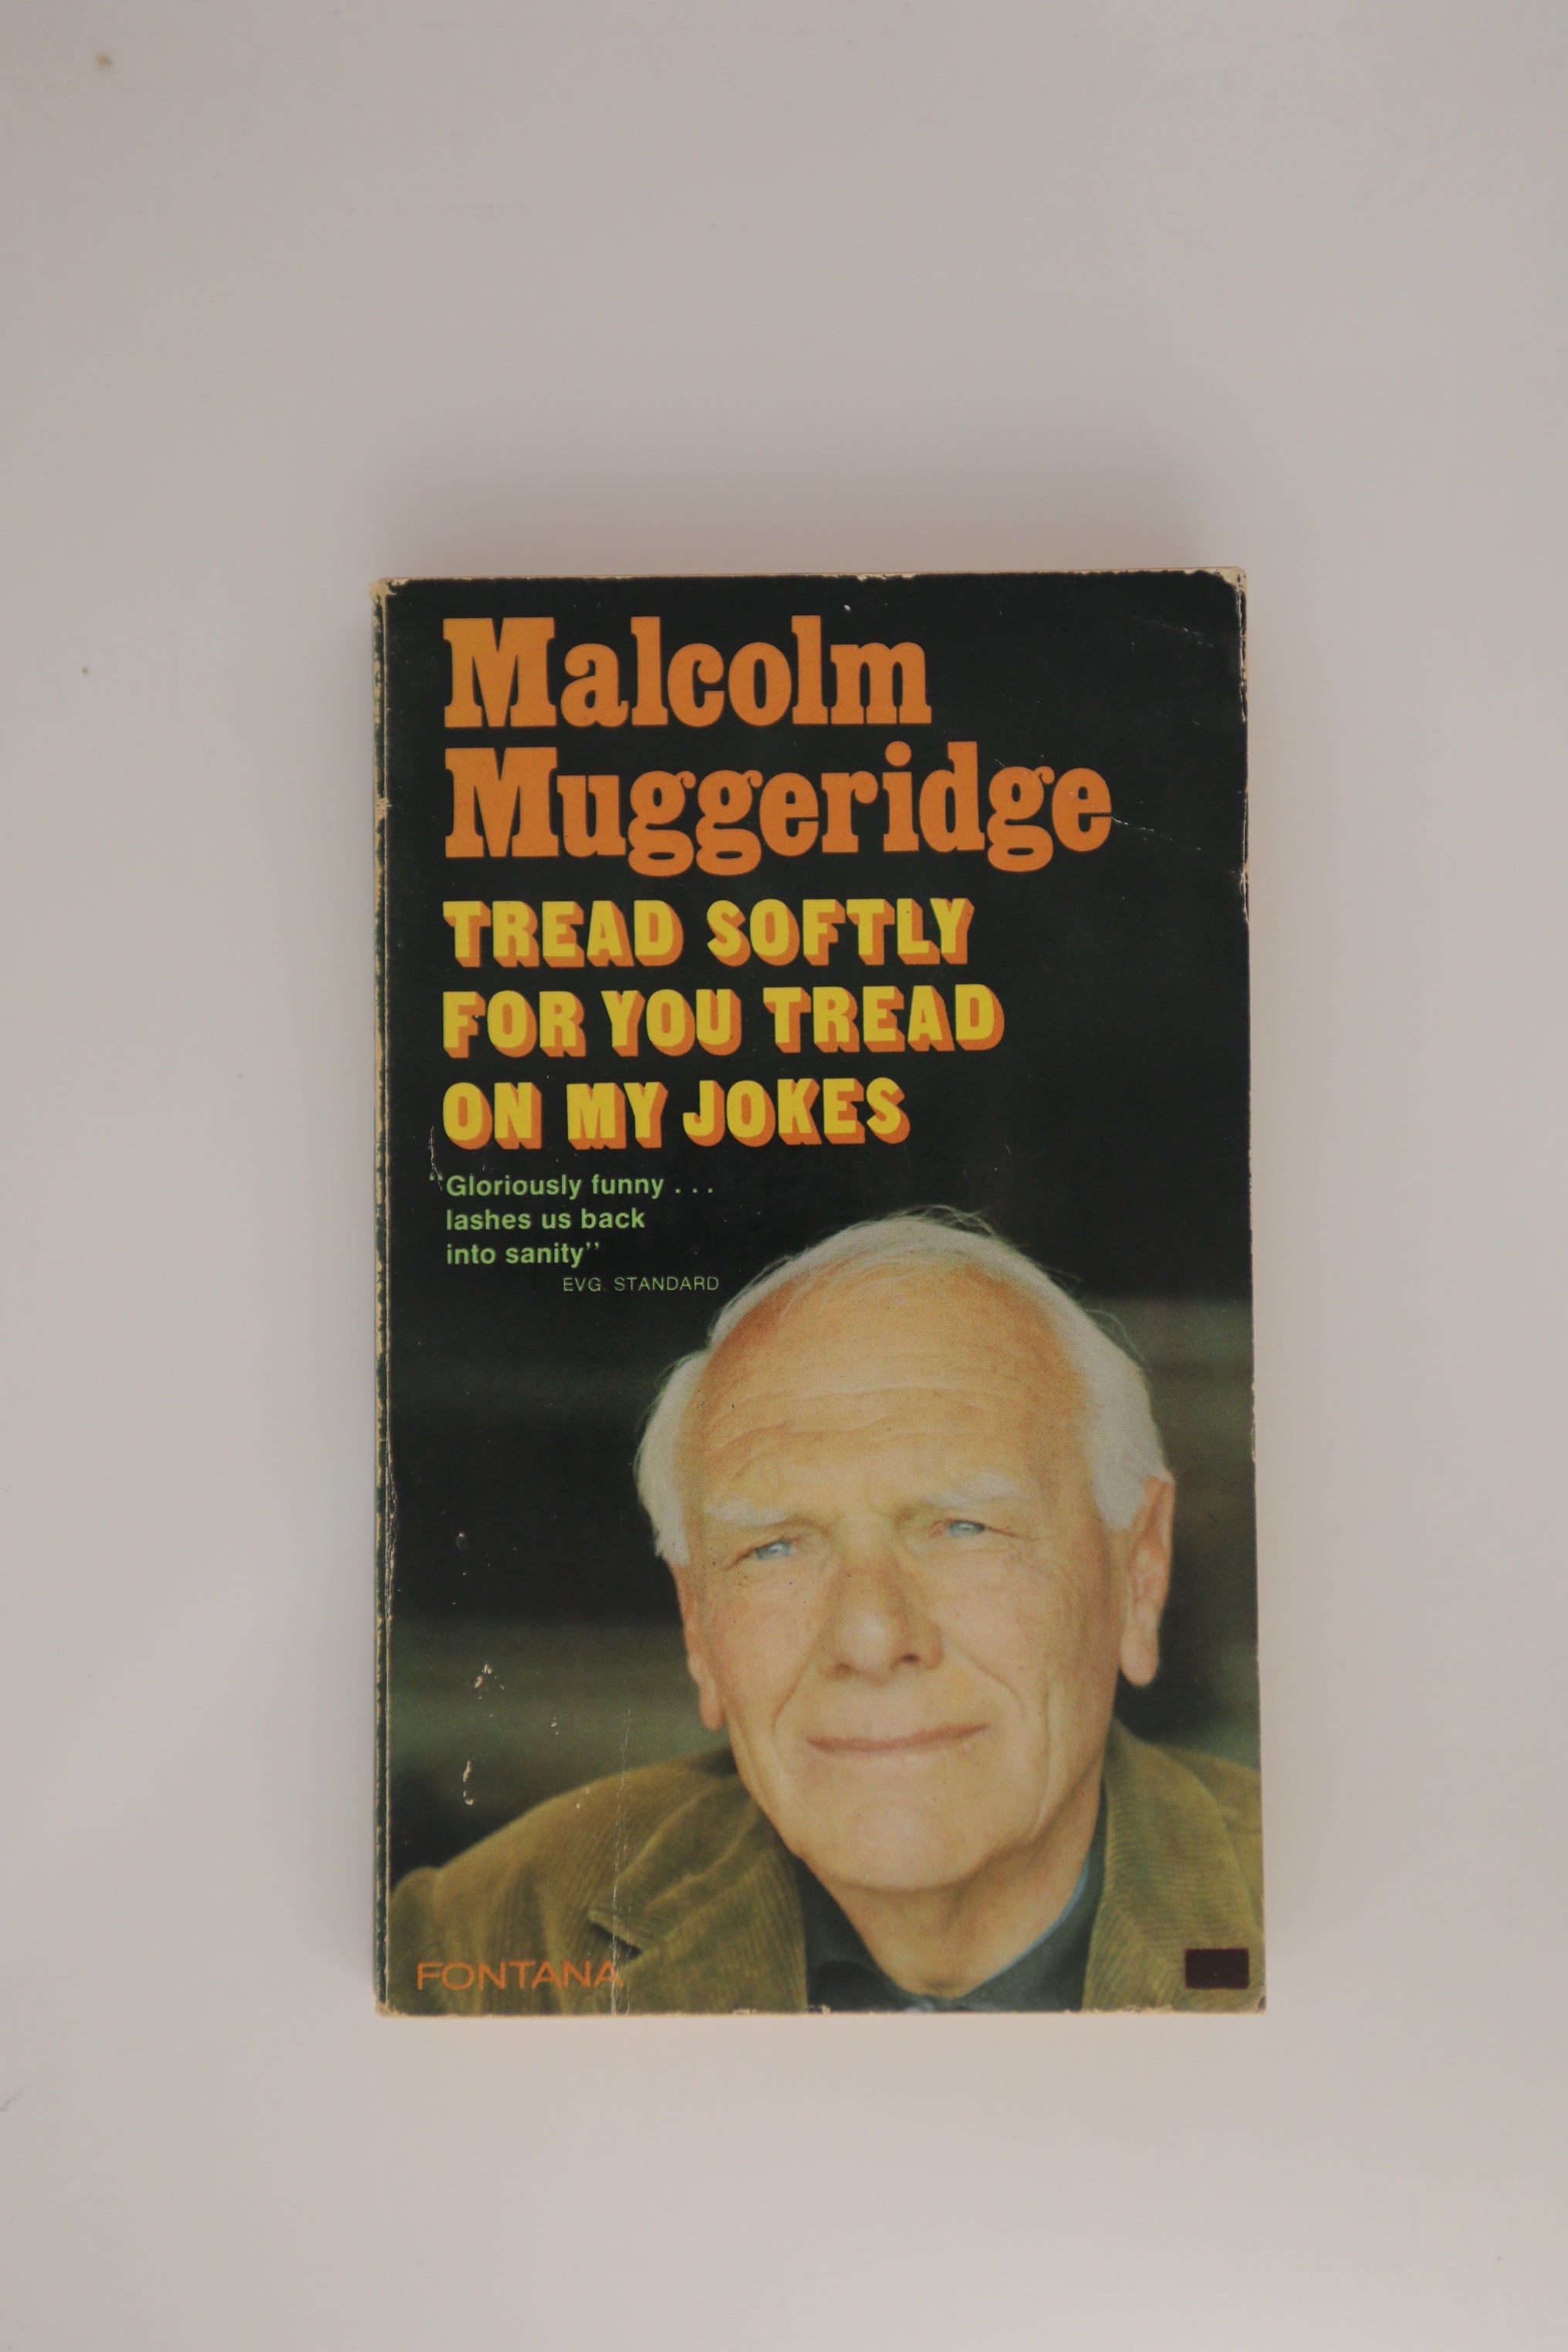 Malcolm
Muggeridge
TREAD SOFTLY
FOR YOU TREAD
ON MY JOKES
“Gloriously funny . . .
lashes us back
into sanity”
EVG. STANDARD
FONTANA